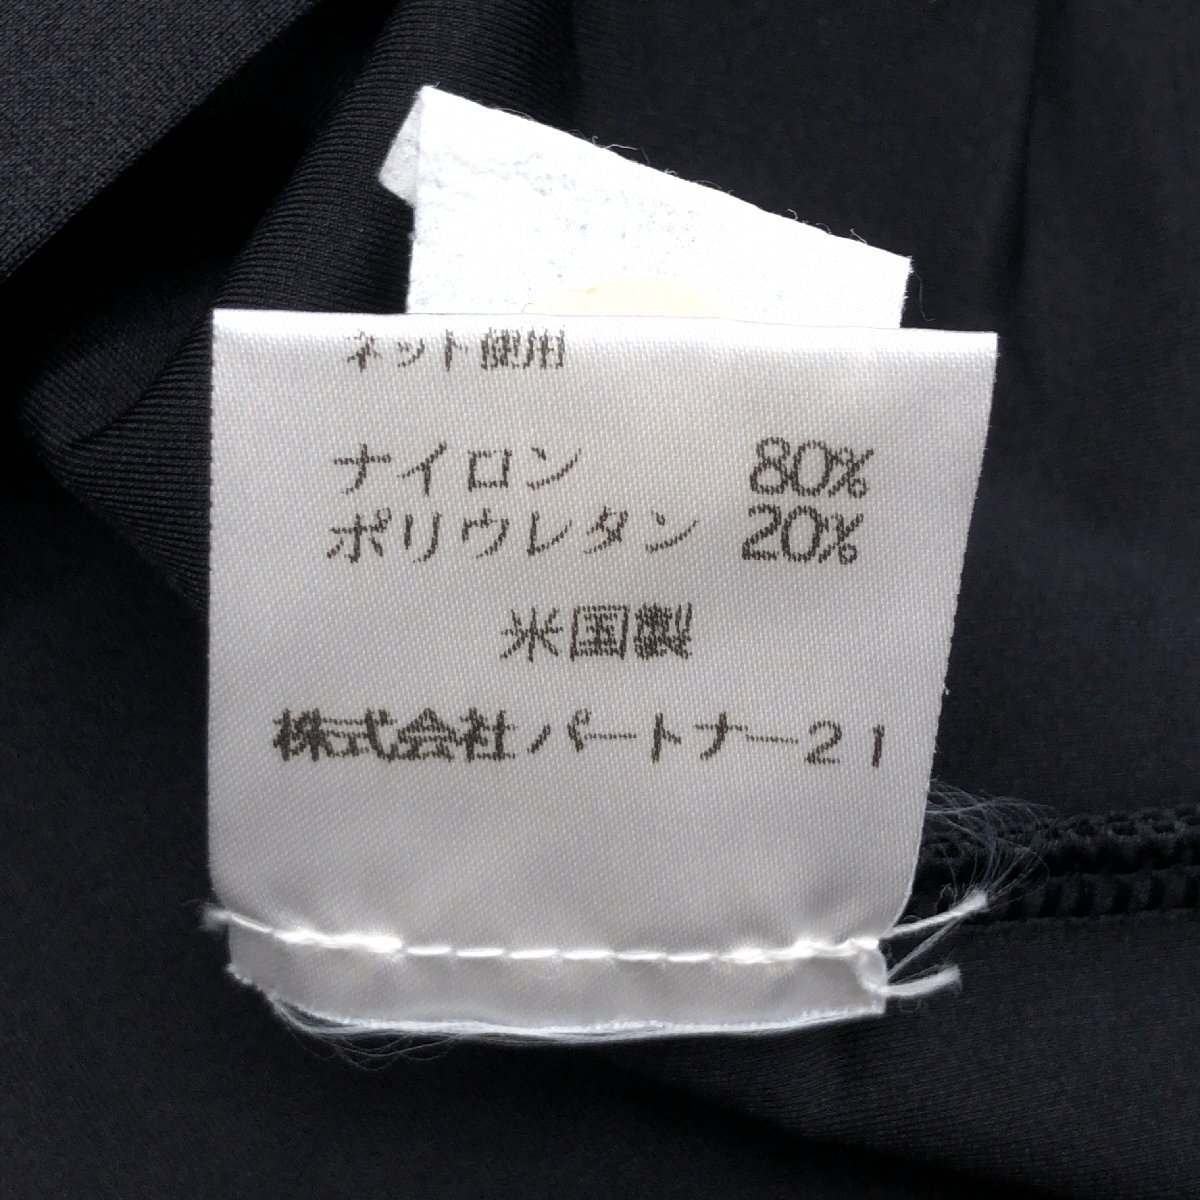 ネット使用
ナイロン 80%
ポリウレタン 20%
米国製
株式会社パートナー21